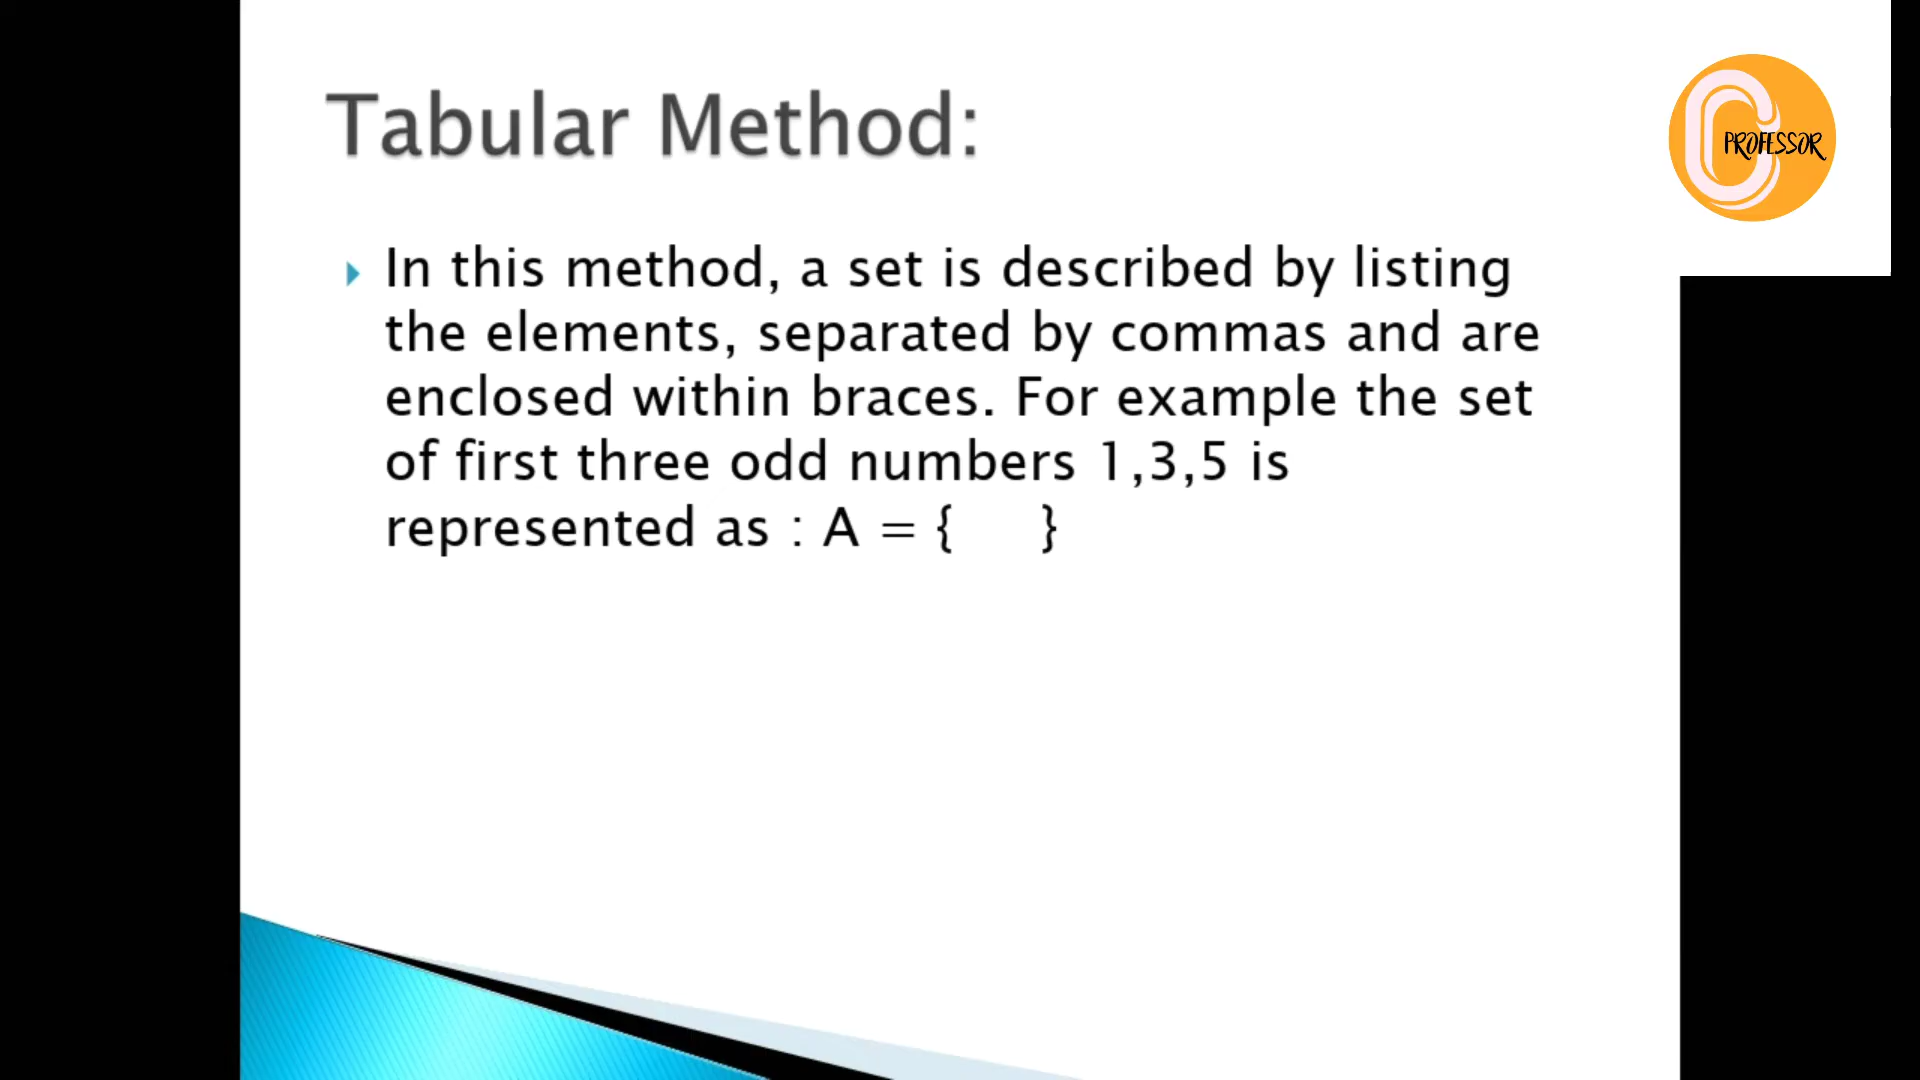 Tabular Method:
PROFESSOR
In this method, a set is described by listing
the elements, separated by commas and are
enclosed within braces. For example the set
of first three odd numbers 1,3,5 is
represented as : A = { }